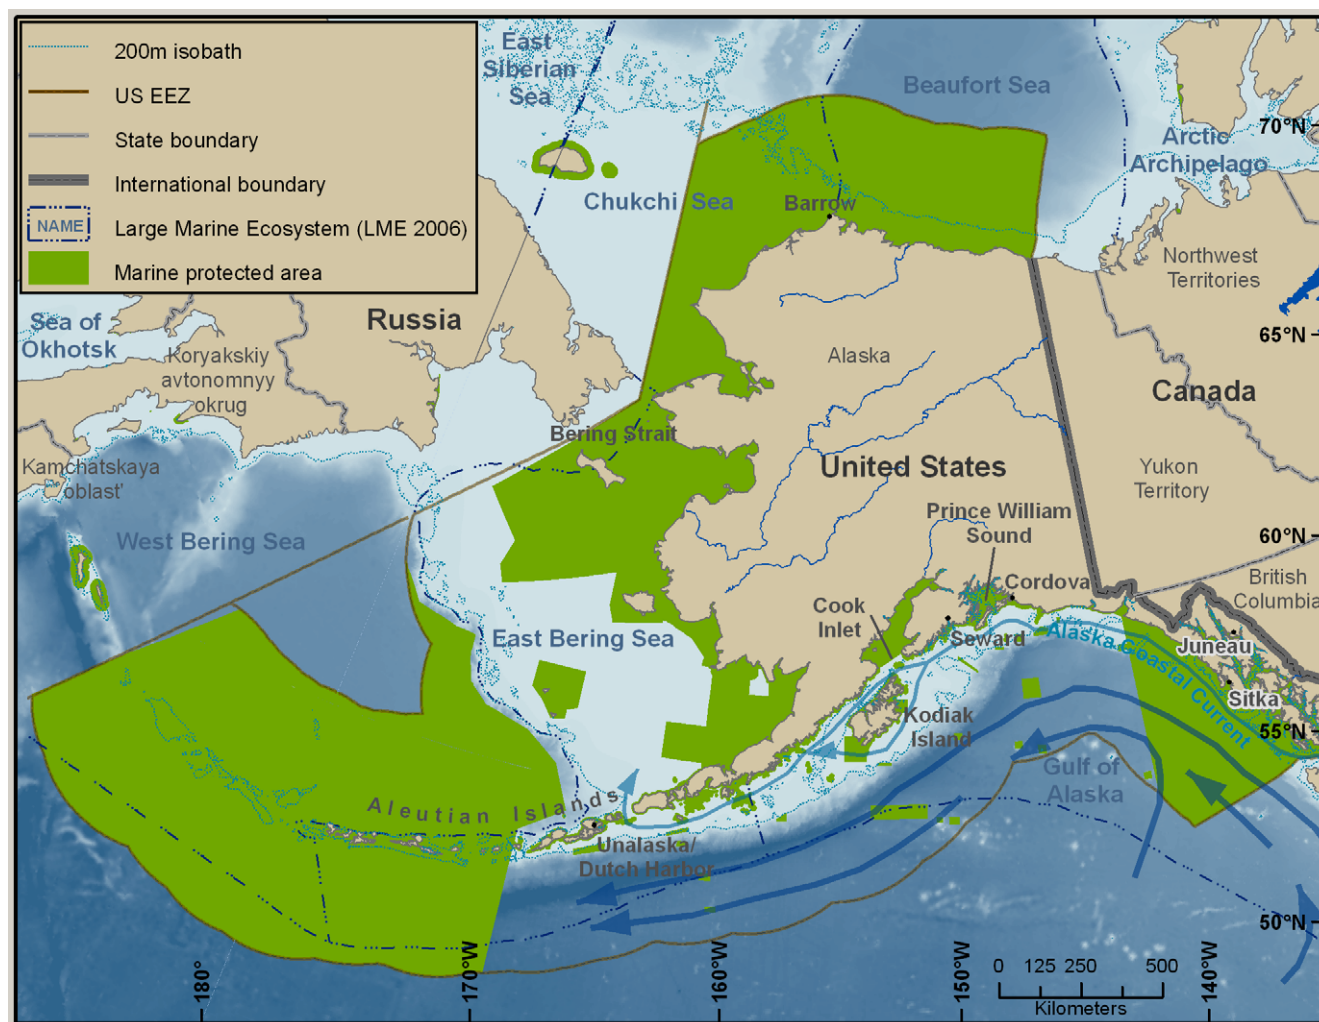 200m isobath
US EEZ
State boundary
International boundary
NAME
Large Marine Ecosystem (LME 2006)
Marine protected area
East
Siberian
Sea
Beaufort Sea
70°N
Arctic
Archipelago
Chukchi Sea
Barrow
Northwest
Territories
Sea of
Okhotsk
Russia
65°N
Koryakskiy
avtonomnyy
okrug
Alaska
Canada
Bering Strait
Kamchatskaya
oblast'
United States
Yukon
Territory
Prince William
Sound
West Bering Sea
60°N
Cordova
British
Columbia
Cook
Inlet
East Bering Sea
Seward
Alaska Coastal Current
Juneau
Sitka
Kodiak
Island
55°N
Gulf of
Alaska
Aleutian Islands
Unalaska/
Dutch Harbor
50°N
180°
170°W
160°W
150°W
140°W
0 125 250 500
Kilometers